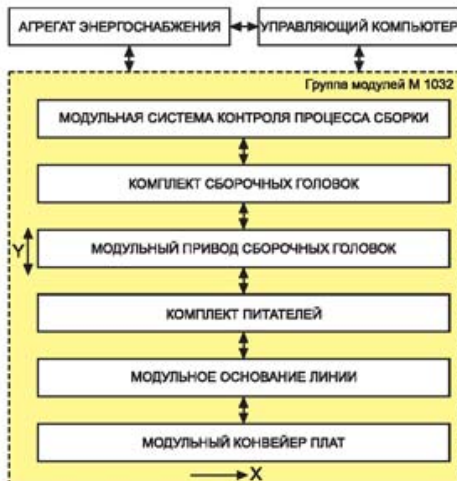 АГРЕГАТ ЭНЕРГОСНАБЖЕНИЯ
УПРАВЛЯЮЩИЙ КОМПЬЮТЕР
Группа модулей М 1032
МОДУЛЬНАЯ СИСТЕМА КОНТРОЛЯ ПРОЦЕССА СБОРКИ
КОМПЛЕКТ СБОРОЧНЫХ ГОЛОВОК
Y
МОДУЛЬНЫЙ ПРИВОД СБОРОЧНЫХ ГОЛОВОК
КОМПЛЕКТ ПИТАТЕЛЕЙ
МОДУЛЬНОЕ ОСНОВАНИЕ ЛИНИИ
МОДУЛЬНЫЙ КОНВЕЙЕР ПЛАТ
X